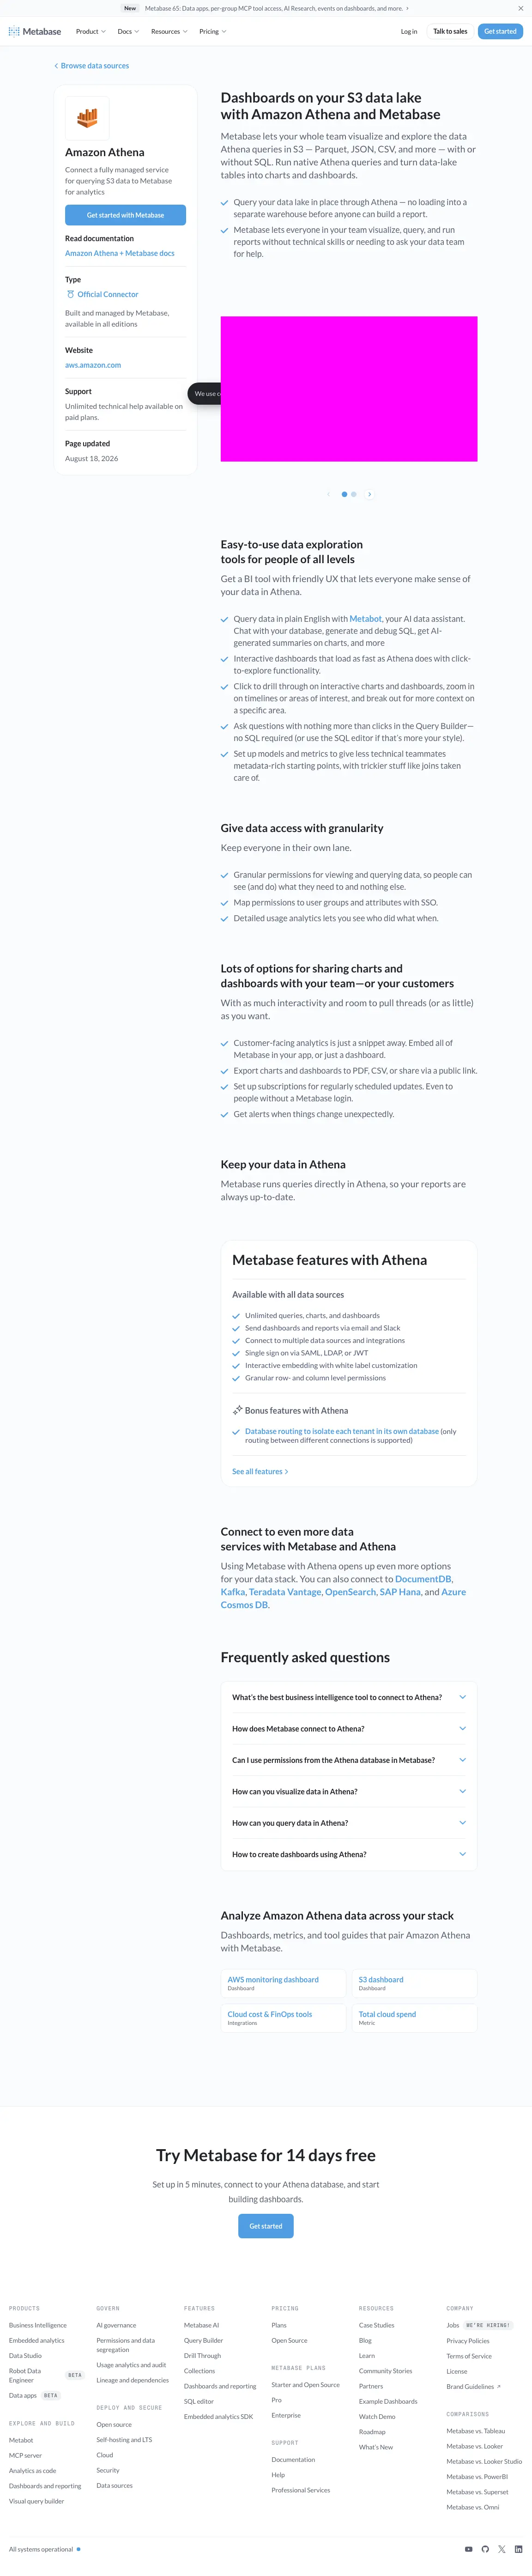 New Metabase 65: Data apps, per-group MCP tool access, AI Research, events on dashboards, and more.
Metabase Product Docs Resources Pricing Log in Talk to sales Get started
Browse data sources
Amazon Athena
Connect a fully managed service
for querying S3 data to Metabase
for analytics
Get started with Metabase
Read documentation
Amazon Athena + Metabase docs
Type
Official Connector
Built and managed by Metabase,
available in all editions
Website
aws.amazon.com
Support
Unlimited technical help available on
paid plans.
Page updated
August 18, 2026
We use
Dashboards on your S3 data lake
with Amazon Athena and Metabase
Metabase lets your whole team visualize and explore the data
Athena queries in S3 — Parquet, JSON, CSV, and more — with or
without SQL. Run native Athena queries and turn data-lake
tables into charts and dashboards.
Query your data lake in place through Athena — no loading into a
separate warehouse before anyone can build a report.
Metabase lets everyone in your team visualize, query, and run
reports without technical skills or needing to ask your data team
for help.
Easy-to-use data exploration
tools for people of all levels
Get a BI tool with friendly UX that lets everyone make sense of
your data in Athena.
Query data in plain English with Metabot, your AI data assistant.
Chat with your database, generate and debug SQL, get AI-
generated summaries on charts, and more
Interactive dashboards that load as fast as Athena does with click-
to-explore functionality.
Click to drill through on interactive charts and dashboards, zoom in
on timelines or areas of interest, and break out for more context on
a specific area.
Ask questions with nothing more than clicks in the Query Builder—
no SQL required (or use the SQL editor if that's more your style).
Set up models and metrics to give less technical teammates
metadata-rich starting points, with trickier stuff like joins taken
care of.
Give data access with granularity
Keep everyone in their own lane.
Granular permissions for viewing and querying data, so people can
see (and do) what they need to and nothing else.
Map permissions to user groups and attributes with SSO.
Detailed usage analytics lets you see who did what when.
Lots of options for sharing charts and
dashboards with your team—or your customers
With as much interactivity and room to pull threads (or as little)
as you want.
Customer-facing analytics is just a snippet away. Embed all of
Metabase in your app, or just a dashboard.
Export charts and dashboards to PDF, CSV, or share via a public link.
Set up subscriptions for regularly scheduled updates. Even to
people without a Metabase login.
Get alerts when things change unexpectedly.
Keep your data in Athena
Metabase runs queries directly in Athena, so your reports are
always up-to-date.
Metabase features with Athena
Available with all data sources
Unlimited queries, charts, and dashboards
Send dashboards and reports via email and Slack
Connect to multiple data sources and integrations
Single sign on via SAML, LDAP, or JWT
Interactive embedding with white label customization
Granular row- and column level permissions
Bonus features with Athena
Database routing to isolate each tenant in its own database (only
routing between different connections is supported)
See all features
Connect to even more data
services with Metabase and Athena
Using Metabase with Athena opens up even more options
for your data stack. You can also connect to DocumentDB,
Kafka, Teradata Vantage, OpenSearch, SAP Hana, and Azure
Cosmos DB.
Frequently asked questions
What's the best business intelligence tool to connect to Athena?
How does Metabase connect to Athena?
Can I use permissions from the Athena database in Metabase?
How can you visualize data in Athena?
How can you query data in Athena?
How to create dashboards using Athena?
Analyze Amazon Athena data across your stack
Dashboards, metrics, and tool guides that pair Amazon Athena
with Metabase.
AWS monitoring dashboard
Dashboard
S3 dashboard
Dashboard
Cloud cost & FinOps tools
Integrations
Total cloud spend
Metric
Try Metabase for 14 days free
Set up in 5 minutes, connect to your Athena database, and start
building dashboards.
Get started
PRODUCTS
Business Intelligence
Embedded analytics
Data Studio
Robot Data
Engineer BETA
Data apps BETA
EXPLORE AND BUILD
Metabot
MCP server
Analytics as code
Dashboards and reporting
Visual query builder
GOVERN
AI governance
Permissions and data
segregation
Usage analytics and audit
Lineage and dependencies
DEPLOY AND SECURE
Open source
Self-hosting and LTS
Cloud
Security
Data sources
FEATURES
Metabase AI
Query Builder
Drill Through
Collections
Dashboards and reporting
SQL editor
Embedded analytics SDK
PRICING
Plans
Open Source
METABASE PLANS
Starter and Open Source
Pro
Enterprise
SUPPORT
Documentation
Help
Professional Services
RESOURCES
Case Studies
Blog
Learn
Community Stories
Partners
Example Dashboards
Watch Demo
Roadmap
What's New
COMPANY
Jobs WE'RE HIRING!
Privacy Policies
Terms of Service
License
Brand Guidelines
COMPARISONS
Metabase vs. Tableau
Metabase vs. Looker
Metabase vs. Looker Studio
Metabase vs. PowerBI
Metabase vs. Superset
Metabase vs. Omni
All systems operational